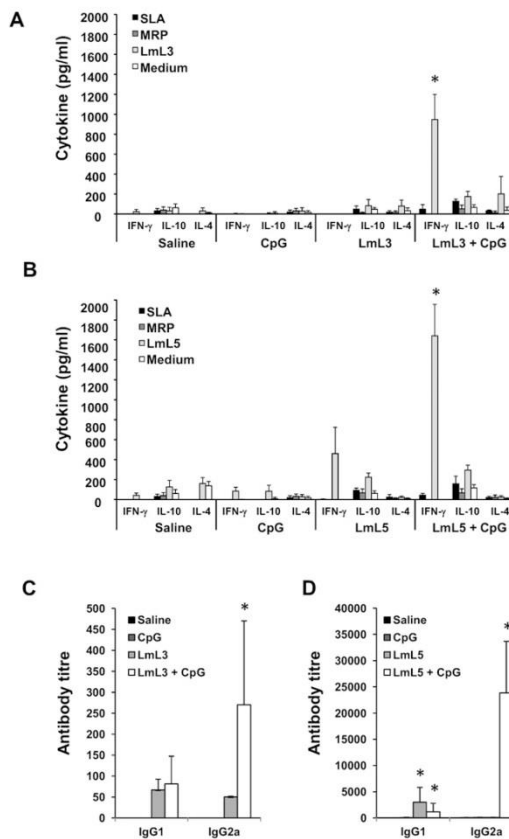 A
SLA
MRP
LmL3
Medium
Cytokine (pg/ml)
2000
1800
1600
1400
1200
1000
800
600
400
200
0
*
IFN-γ IL-10 IL-4 IFN-γ IL-10 IL-4 IFN-γ IL-10 IL-4 IFN-γ IL-10 IL-4
Saline CpG LmL3 LmL3 + CpG
B
SLA
MRP
LmL5
Medium
Cytokine (pg/ml)
2000
1800
1600
1400
1200
1000
800
600
400
200
0
*
IFN-γ IL-10 IL-4 IFN-γ IL-10 IL-4 IFN-γ IL-10 IL-4 IFN-γ IL-10 IL-4
Saline CpG LmL5 LmL5 + CpG
C
Saline
CpG
LmL3
LmL3 + CpG
Antibody titre
500
450
400
350
300
250
200
150
100
50
0
*
IgG1 IgG2a
D
Saline
CpG
LmL5
LmL5 + CpG
Antibody titre
40000
35000
30000
25000
20000
15000
10000
5000
0
* * *
IgG1 IgG2a